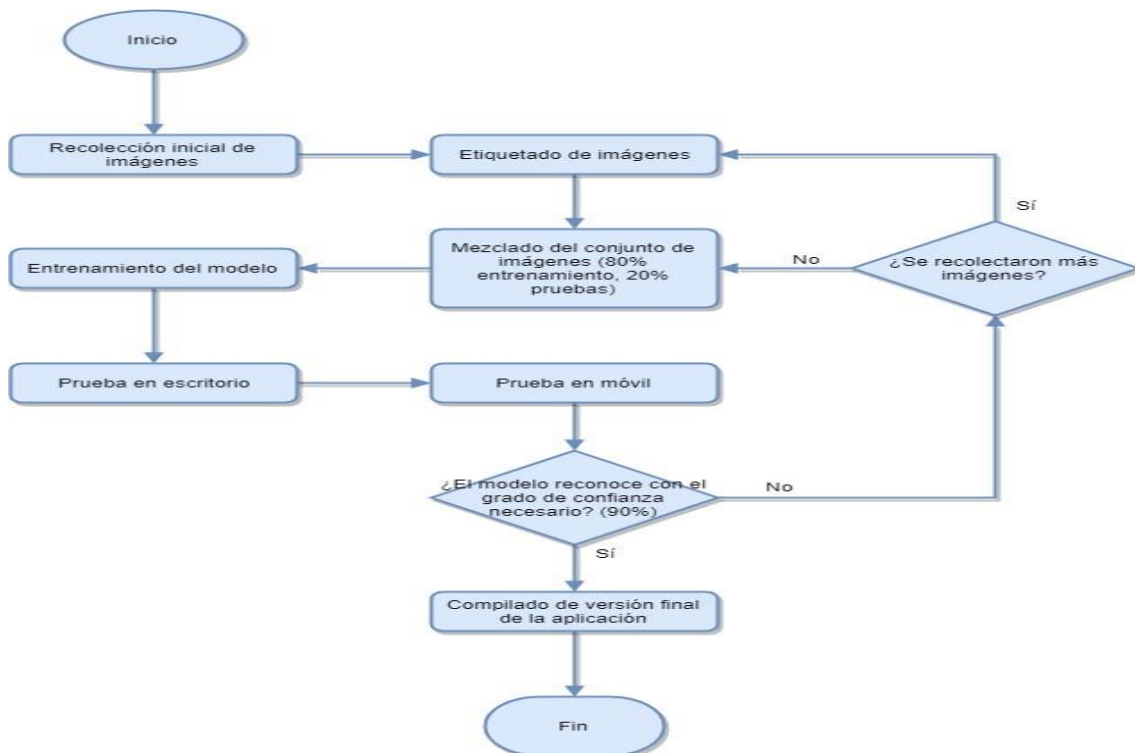 Inicio
Recolección inicial de
imágenes
Etiquetado de imágenes
Sí
Mezclado del conjunto de
imágenes (80%
entrenamiento, 20%
pruebas)
Entrenamiento del modelo
No
¿Se recolectaron más
imágenes?
Prueba en escritorio
Prueba en móvil
¿El modelo reconoce con el
grado de confianza
necesario? (90%)
No
Sí
Compilado de versión final
de la aplicación
Fin